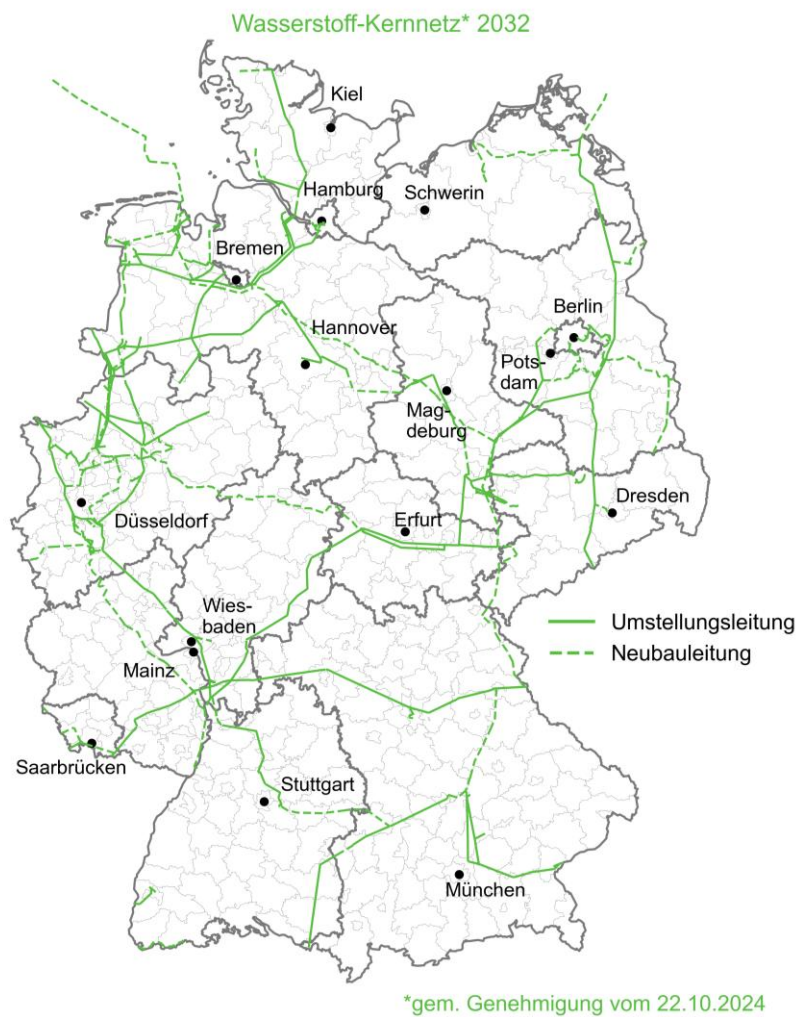 Wasserstoff-Kernnetz* 2032
Kiel
Hamburg
Schwerin
Bremen
Berlin
Hannover
Pots-
dam
Mag-
deburg
Düsseldorf
Erfurt
Dresden
Wies-
baden
Umstellungsleitung
Neubauleitung
Mainz
Saarbrücken
Stuttgart
München
*gem. Genehmigung vom 22.10.2024